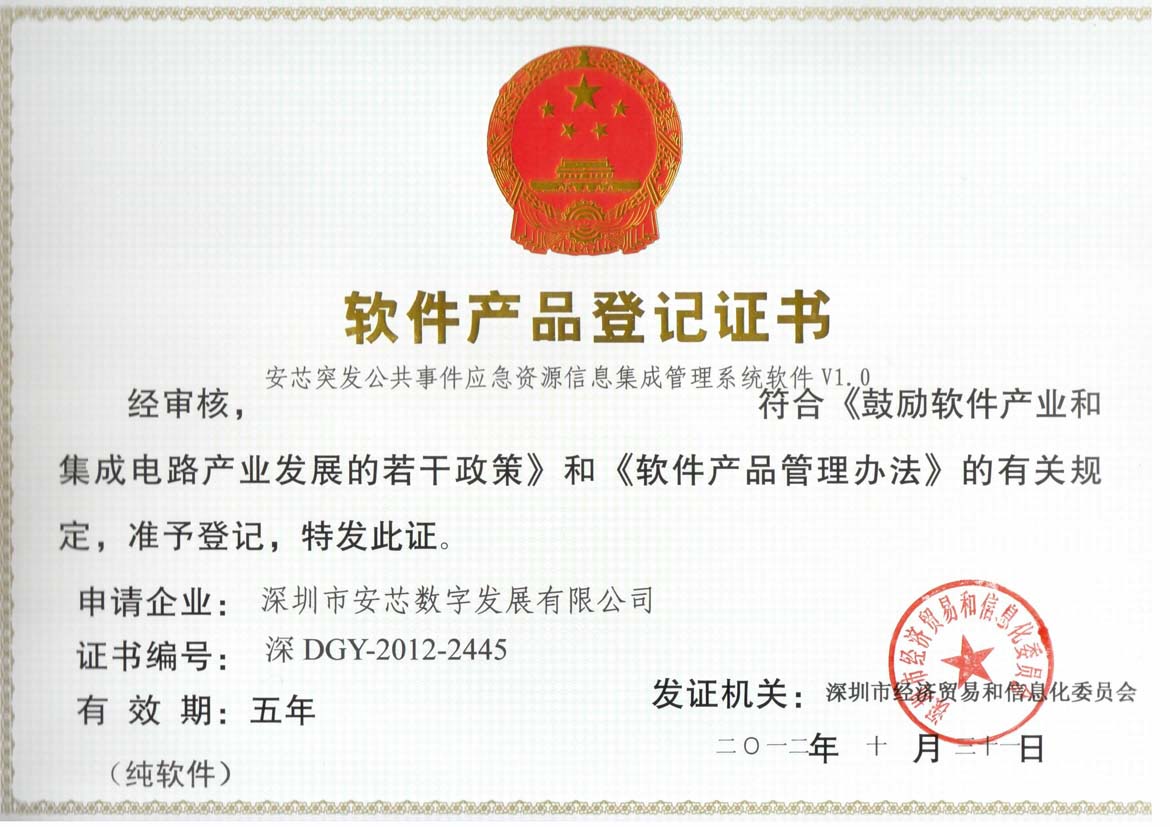 软件产品登记证书
安芯突发公共事件应急资源信息集成管理系统软件 V1.0
经审核， 符合《鼓励软件产业和
集成电路产业发展的若干政策》和《软件产品管理办法》的有关规
定，准予登记，特发此证。
申请企业：深圳市安芯数字发展有限公司
证书编号：深 DGY-2012-2445
有 效 期：五年
（纯软件）
发证机关：深圳市经济贸易和信息化委员会
二〇一二年 十 月 三十一日
深圳市经济贸易和信息化委员会